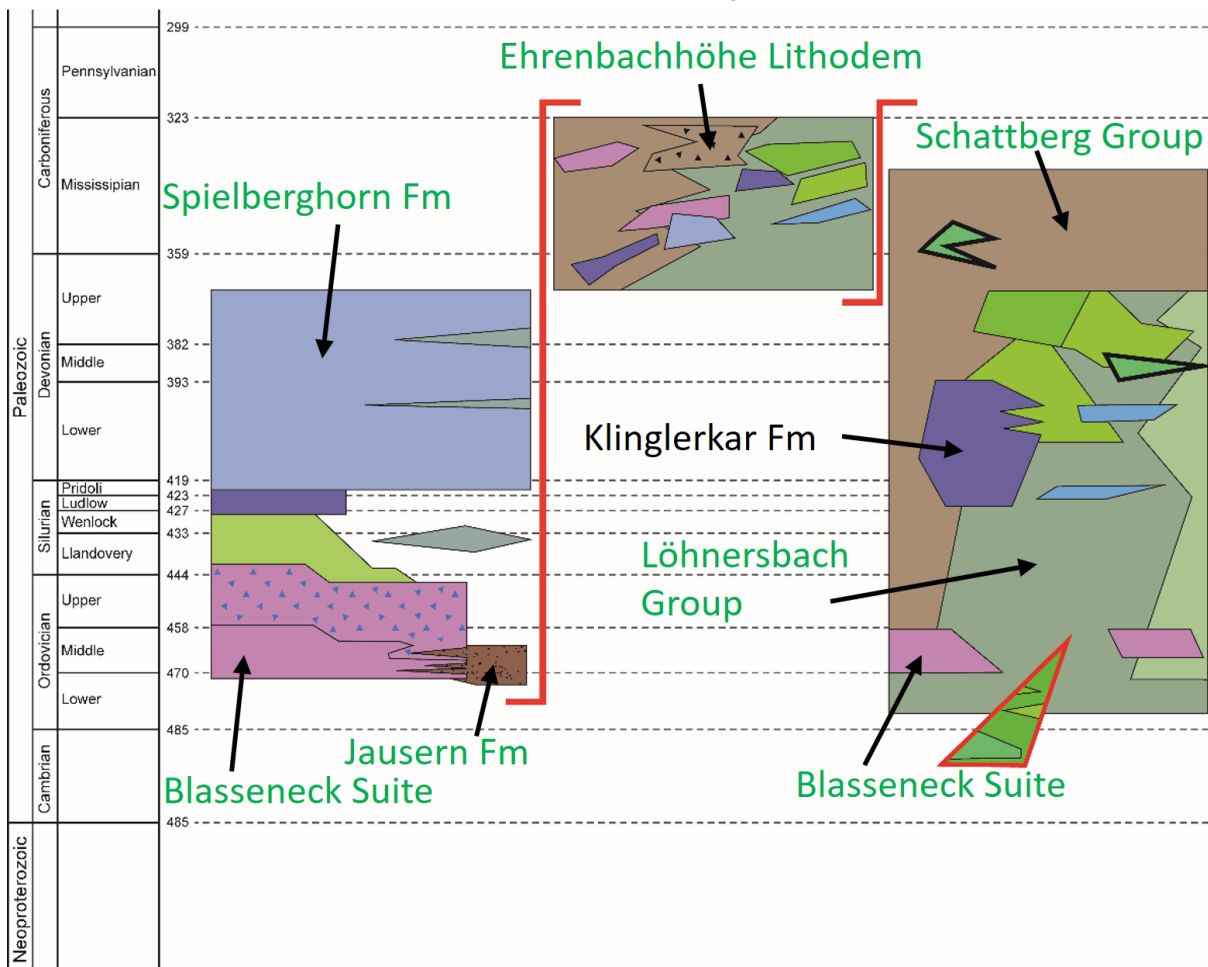 299
Pennsylvanian
323
Mississipian
359
Upper
382
Middle
393
Lower
419
Pridoli
423
Ludlow
427
Wenlock
433
Llandovery
444
Upper
458
Middle
470
Lower
485
485
Paleozoic
Neoproterozoic
Carboniferous
Devonian
Silurian
Ordovician
Cambrian
Ehrenbachhöhe Lithodem
Schattberg Group
Spielberghorn Fm
Klinglerkar Fm
Löhnersbach
Group
Jausern Fm
Blasseneck Suite
Blasseneck Suite